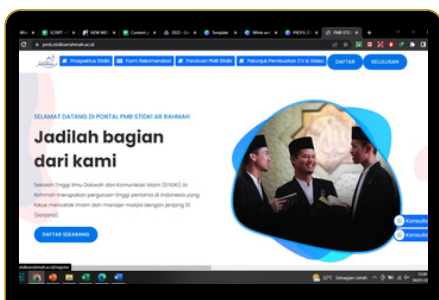 pmb.stidkiarrahmah.ac.id
Prospektus Stidki
Form Rekomendasi
Panduan PMB Stidki
Petunjuk Pembuatan CV & Video
DAFTAR
KELULUSAN
SELAMAT DATANG DI PORTAL PMB STIDKI AR RAHMAH
Jadilah bagian
dari kami
Sekolah Tinggi Ilmu Dakwah dan Komunikasi Islam (STIDKI) Ar
Rahmah merupakan perguruan tinggi pertama di Indonesia yang
fokus mencetak imam dan manajer masjid dengan jenjang S1
(Sarjana).
DAFTAR SEKARANG
Konsulta
Konsulta
32°C Sebagian cerah